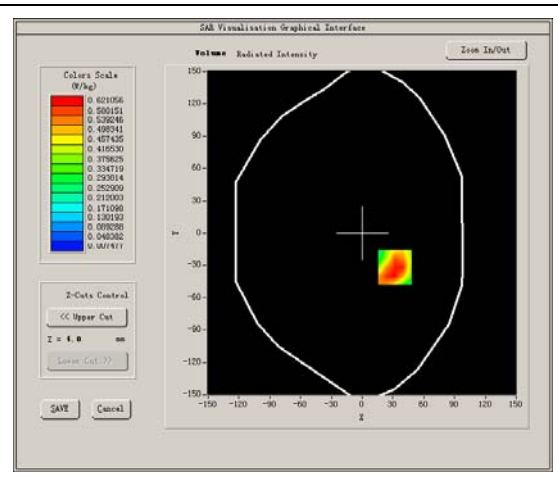 SAR Visualisation Graphical Interface
Volume Radiated Intensity
Zoom In/Out
Colors Scale
(W/kg)
0.621056
0.580151
0.539246
0.498341
0.457435
0.416530
0.375625
0.334719
0.293814
0.252909
0.212003
0.171098
0.130193
0.089288
0.048382
0.007477
Z-Cuts Control
<< Upper Cut
Z = 4.0 mm
Lower Cut >>
SAVE
Cancel
150
120
90
60
30
0
-30
-60
-90
-120
-150
Y
-150 -120 -90 -60 -30 0 30 60 90 120 150
X